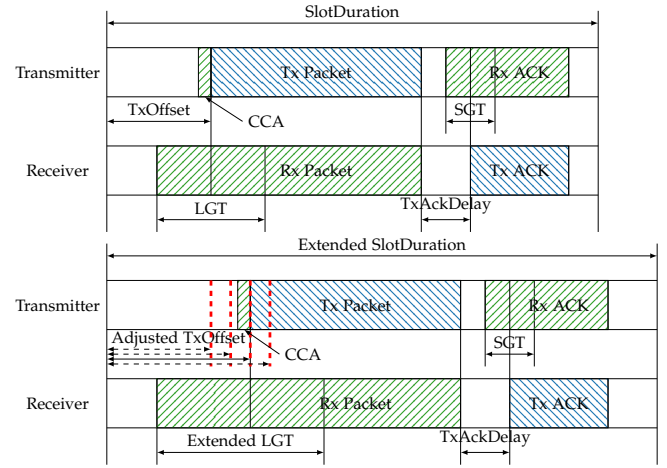 SlotDuration
Transmitter
Tx Packet
Rx ACK
TxOffset
CCA
SGT
Receiver
Rx Packet
Tx ACK
LGT
TxAckDelay
Extended SlotDuration
Transmitter
Tx Packet
Rx ACK
Adjusted TxOffset
CCA
SGT
Receiver
Rx Packet
Tx ACK
Extended LGT
TxAckDelay